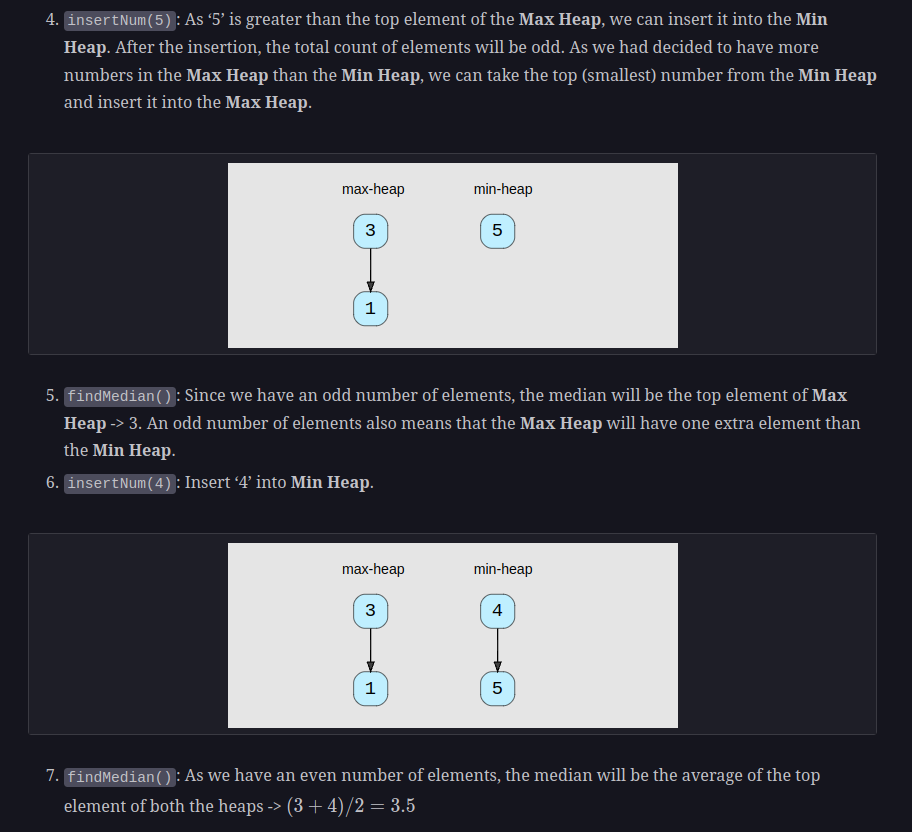 4. insertNum(5): As ‘5’ is greater than the top element of the Max Heap, we can insert it into the Min
Heap. After the insertion, the total count of elements will be odd. As we had decided to have more
numbers in the Max Heap than the Min Heap, we can take the top (smallest) number from the Min Heap
and insert it into the Max Heap.
max-heap min-heap
3 5
1
5. findMedian(): Since we have an odd number of elements, the median will be the top element of Max
Heap -> 3. An odd number of elements also means that the Max Heap will have one extra element than
the Min Heap.
6. insertNum(4): Insert ‘4’ into Min Heap.
max-heap min-heap
3 4
1 5
7. findMedian(): As we have an even number of elements, the median will be the average of the top
element of both the heaps -> (3 + 4)/2 = 3.5